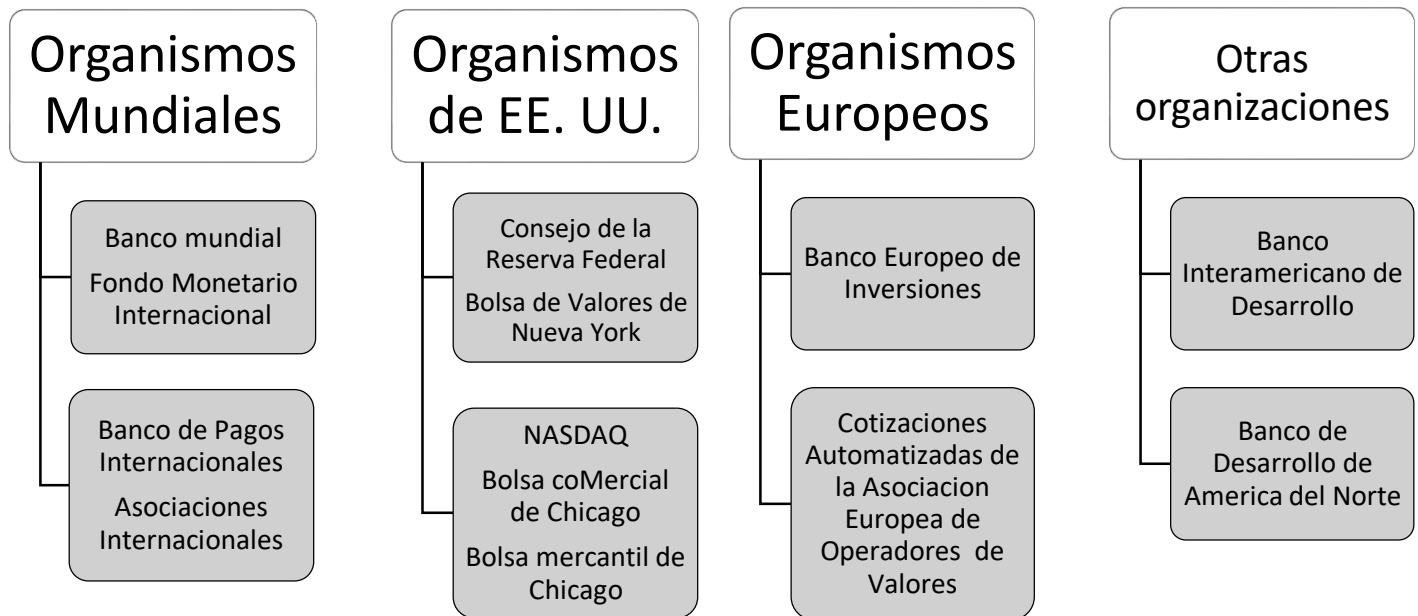 Organismos
Mundiales
Banco mundial
Fondo Monetario
Internacional
Banco de Pagos
Internacionales
Asociaciones
Internacionales
Organismos
de EE. UU.
Consejo de la
Reserva Federal
Bolsa de Valores de
Nueva York
NASDAQ
Bolsa coMercial
de Chicago
Bolsa mercantil de
Chicago
Organismos
Europeos
Banco Europeo de
Inversiones
Cotizaciones
Automatizadas de
la Asociacion
Europea de
Operadores de
Valores
Otras
organizaciones
Banco
Interamericano de
Desarrollo
Banco de
Desarrollo de
America del Norte